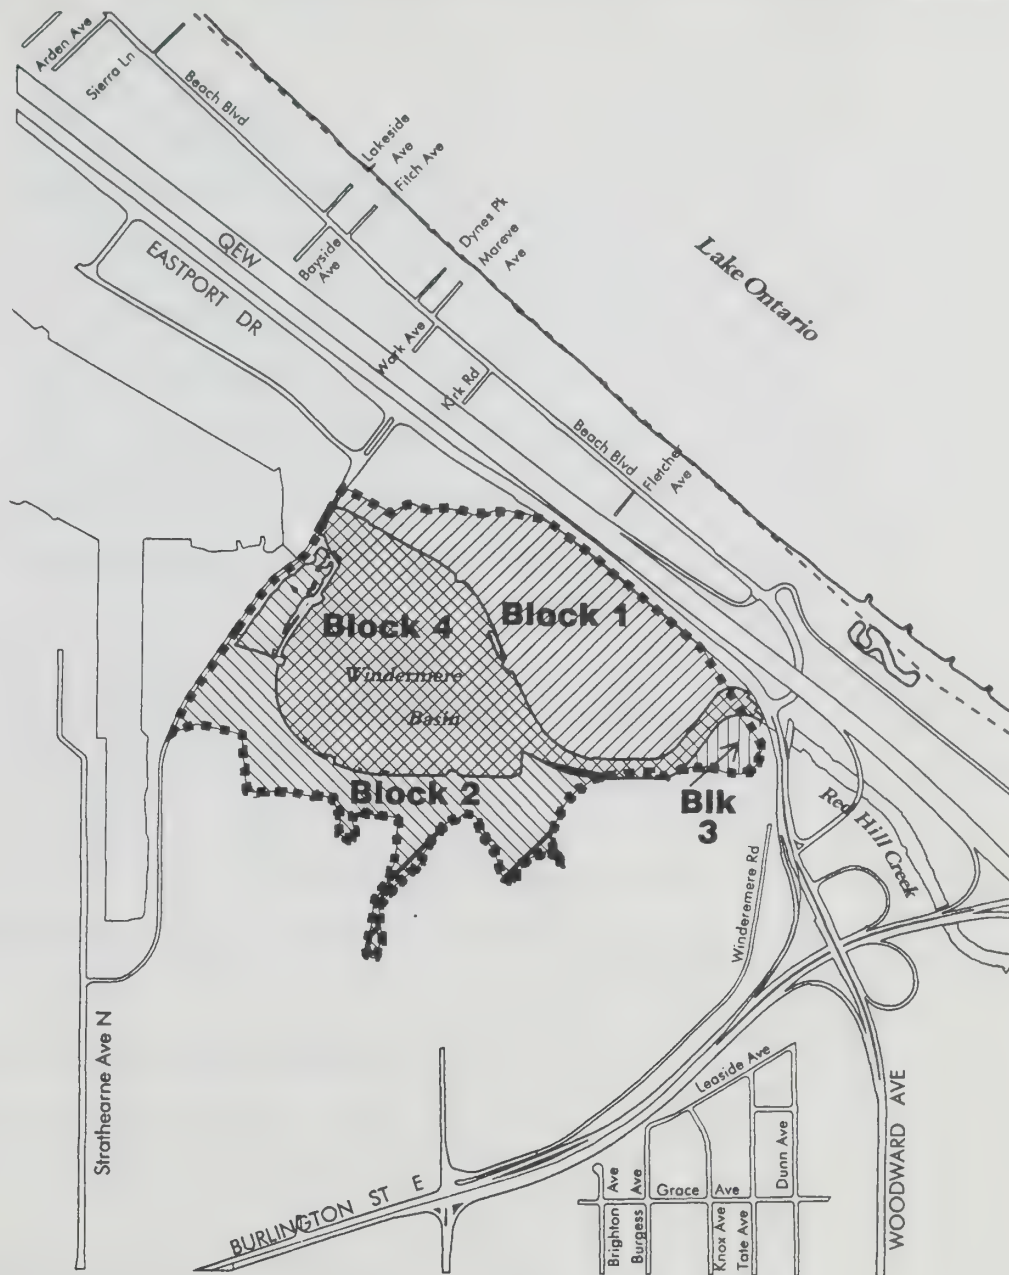 Arden Ave
Sierra Ln
Beach Blvd
Lakeside
Ave
Fitch Ave
Dynes Pk
Mareve
Ave
Lake Ontario
QEW
EASTPORT DR
Bayside
Ave
Wark Ave
Kirk Rd
Beach Blvd
Fletcher
Ave
Block 1
Block 4
Windermere
Basin
Block 2
Blk
3
Red Hill Creek
Winderemere Rd
Strathearne Ave N
Leaside Ave
WOODWARD AVE
BURLINGTON ST E
Brighton Ave
Burgess Ave
Grace Ave
Knox Ave
Tate Ave
Dunn Ave